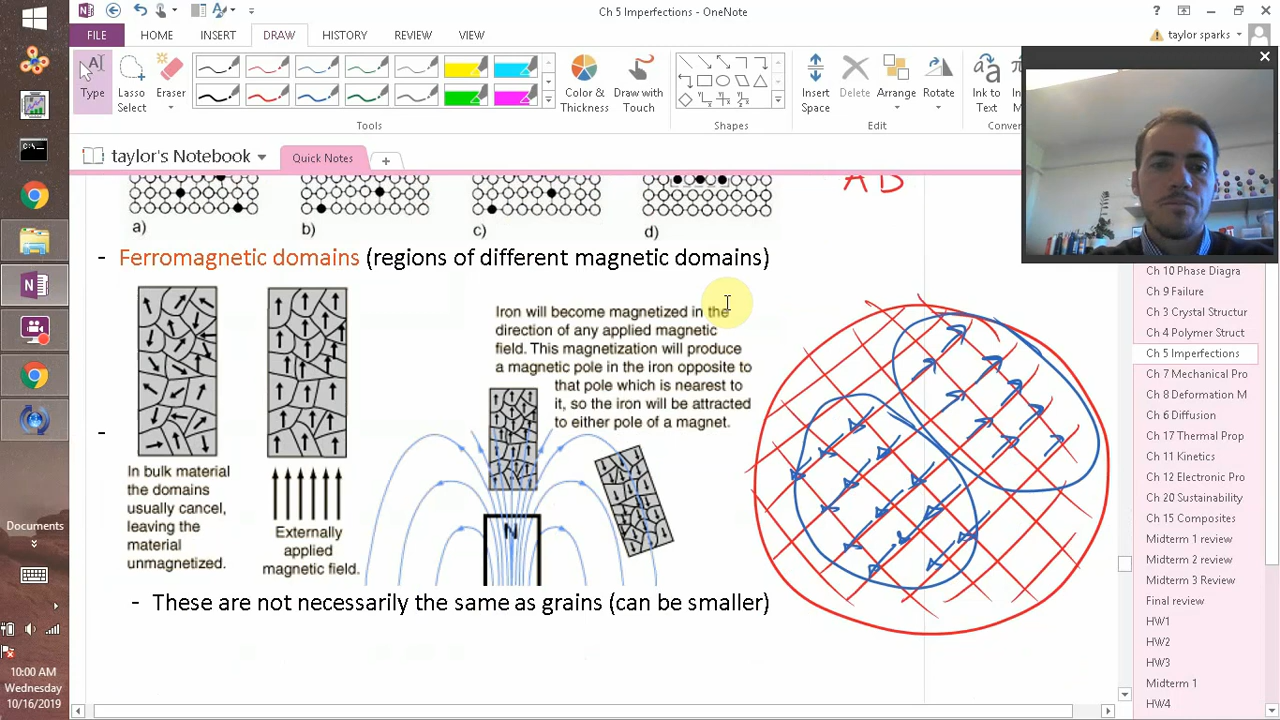 Ch 5 Imperfections - OneNote
taylor sparks
FILE
HOME
INSERT
DRAW
HISTORY
REVIEW
VIEW
Type
Lasso
Select
Eraser
Color &
Thickness
Draw with
Touch
Insert
Space
Delete
Arrange
Rotate
Ink to
Text
Tools
Shapes
Edit
Conver
taylor's Notebook
Quick Notes
A B
a)
b)
c)
d)
- Ferromagnetic domains (regions of different magnetic domains)
Iron will become magnetized in the
direction of any applied magnetic
field. This magnetization will produce
a magnetic pole in the iron opposite to
that pole which is nearest to
it, so the iron will be attracted
to either pole of a magnet.
In bulk material
the domains
usually cancel,
leaving the
material
unmagnetized.
Externally
applied
magnetic field.
N
- These are not necessarily the same as grains (can be smaller)
Ch 10 Phase Diagra
Ch 9 Failure
Ch 3 Crystal Structur
Ch 4 Polymer Struct
Ch 5 Imperfections
Ch 7 Mechanical Pro
Ch 8 Deformation M
Ch 6 Diffusion
Ch 17 Thermal Prop
Ch 11 Kinetics
Ch 12 Electronic Pro
Ch 20 Sustainability
Ch 15 Composites
Midterm 1 review
Midterm 2 review
Midterm 3 Review
Final review
HW1
HW2
HW3
Midterm 1
HW4
Documents
10:00 AM
Wednesday
10/16/2019